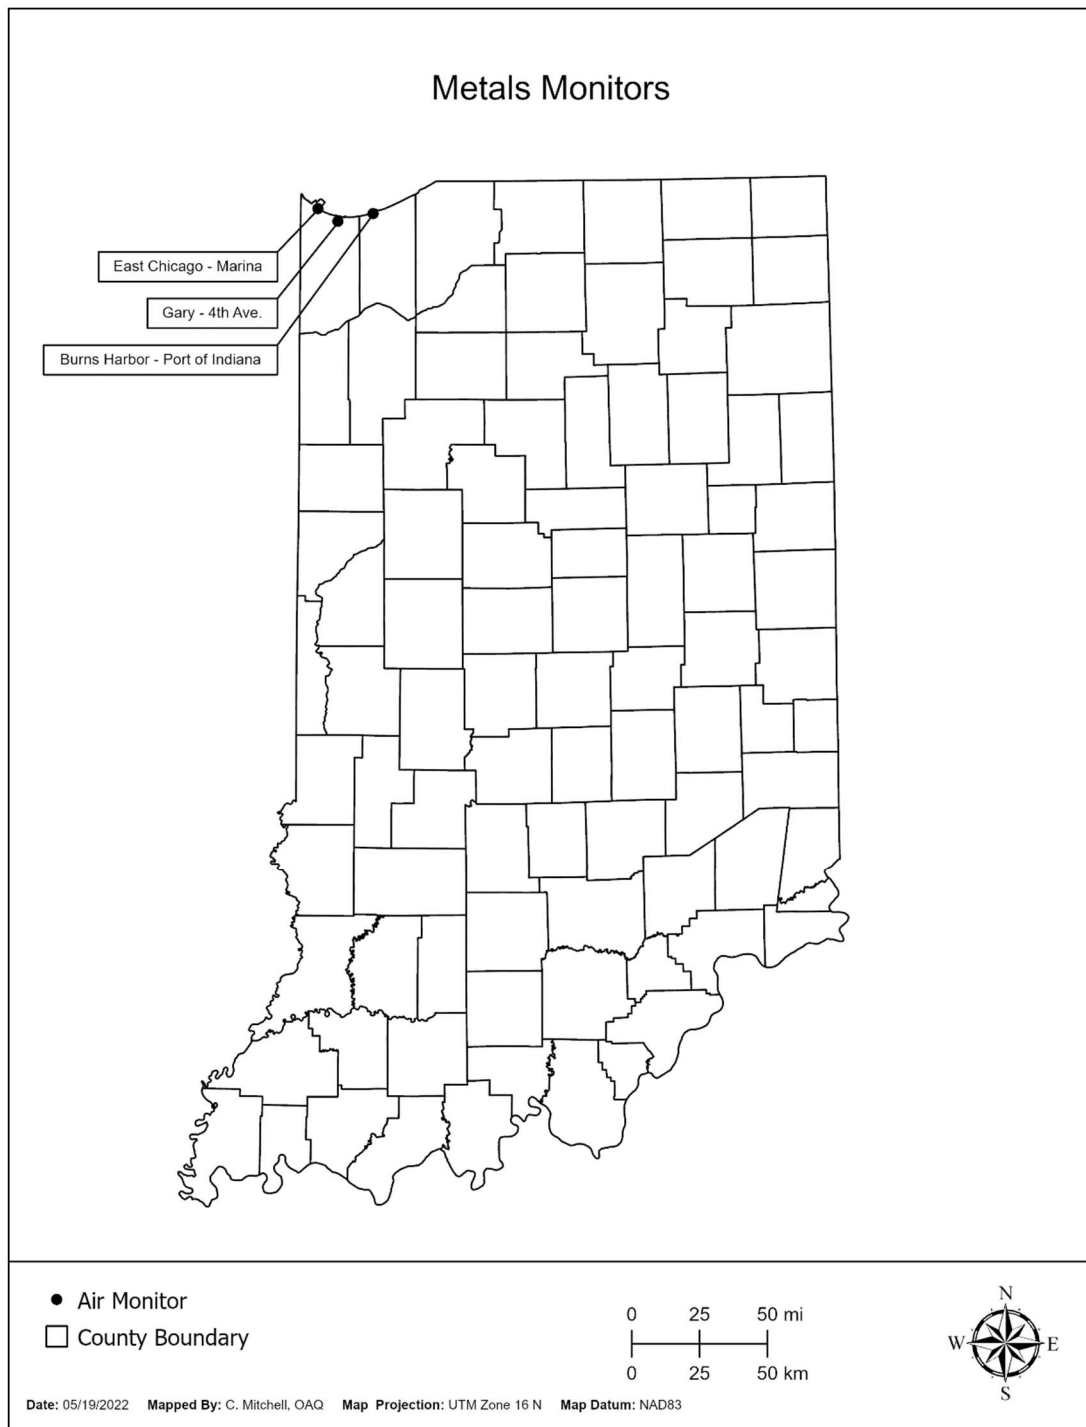 Metals Monitors
East Chicago - Marina
Gary - 4th Ave.
Burns Harbor - Port of Indiana
Air Monitor
County Boundary
0 25 50 mi
0 25 50 km
N
W E
S
Date: 05/19/2022 Mapped By: C. Mitchell, OAQ Map Projection: UTM Zone 16 N Map Datum: NAD83